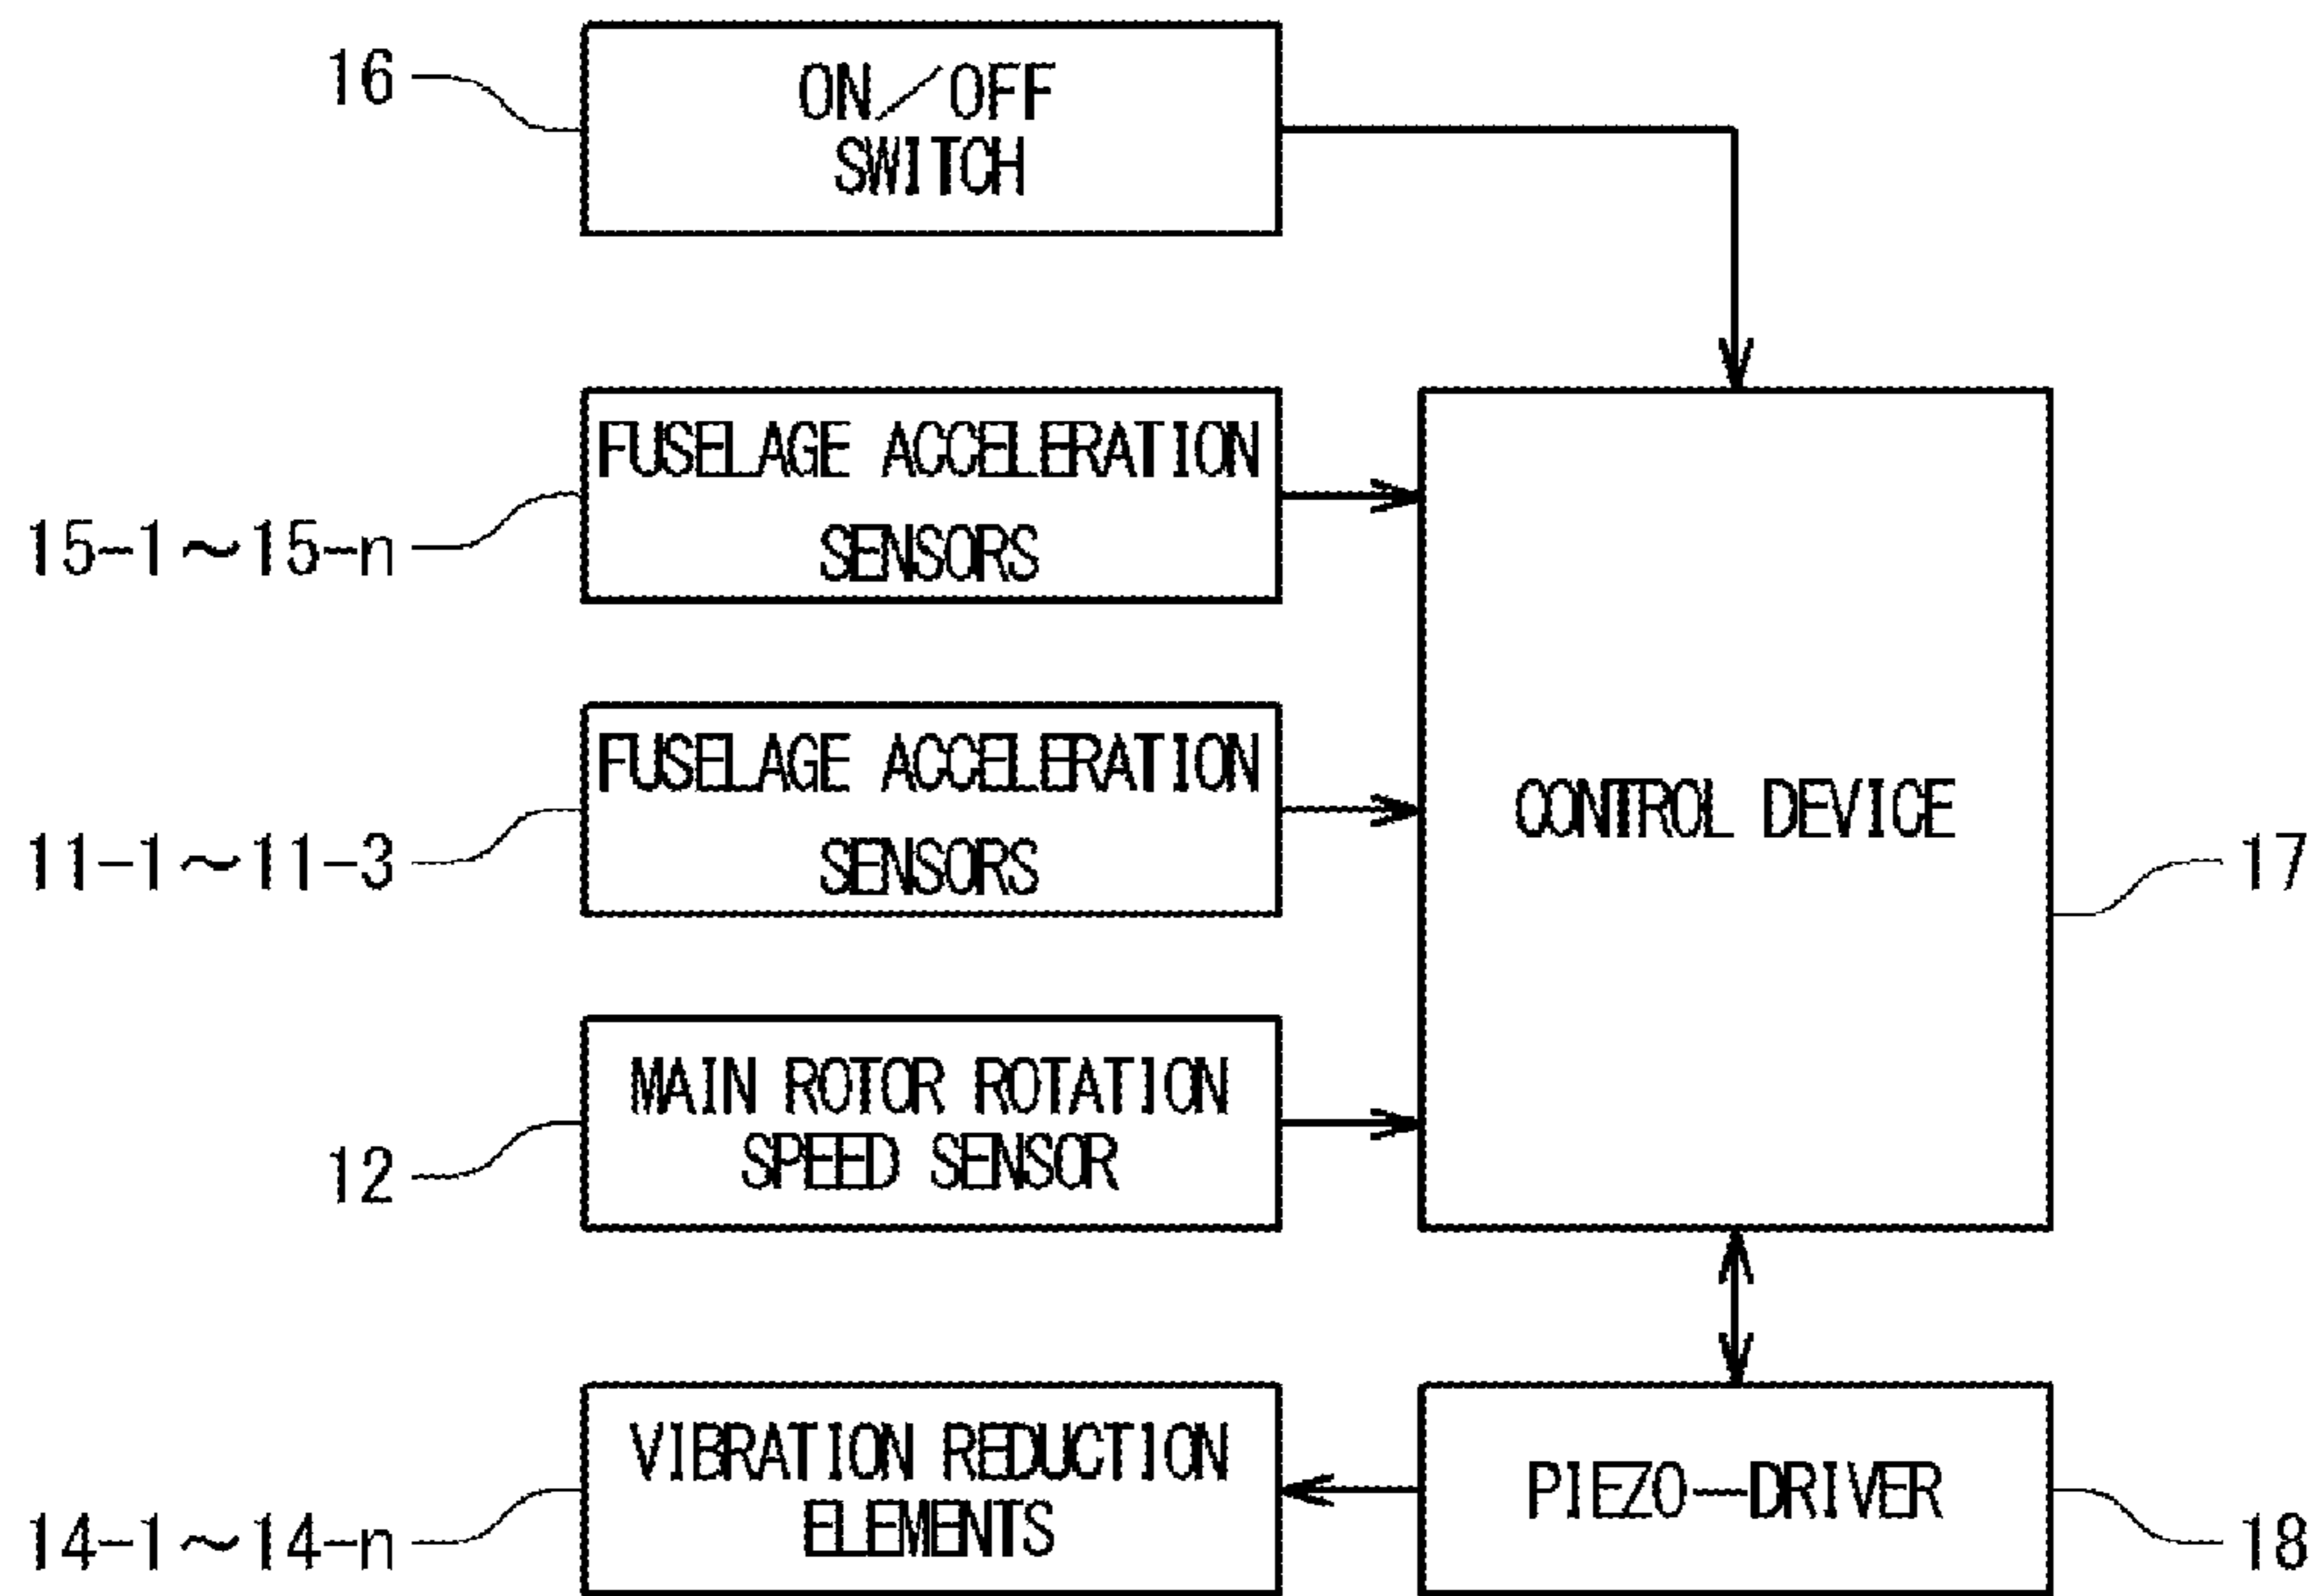 16
ON/OFF
SWITCH
FUSELAGE ACCELERATION
SENSORS
15-1~15-n
FUSELAGE ACCELERATION
SENSORS
11-1~11-3
CONTROL DEVICE
17
MAIN ROTOR ROTATION
SPEED SENSOR
12
VIBRATION REDUCTION
ELEMENTS
14-1~14-n
PIEZO-DRIVER
18